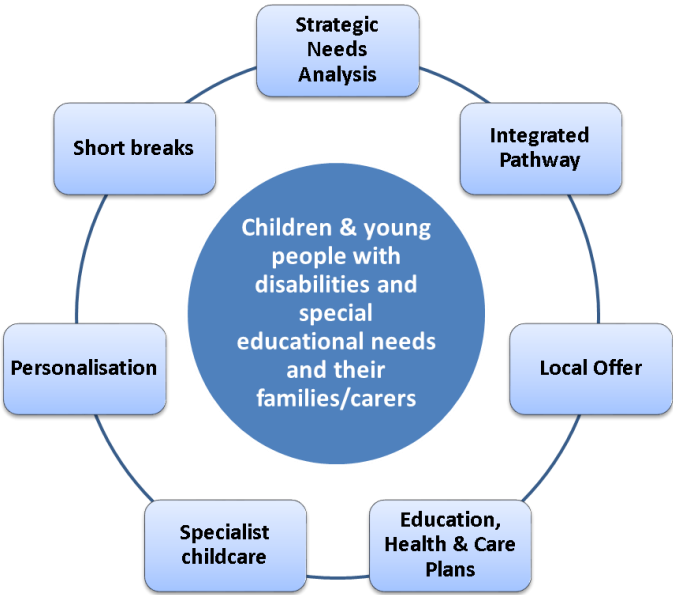 Strategic
Needs
Analysis
Integrated
Pathway
Local Offer
Education,
Health & Care
Plans
Specialist
childcare
Personalisation
Short breaks
Children & young
people with
disabilities and
special
educational needs
and their
families/carers